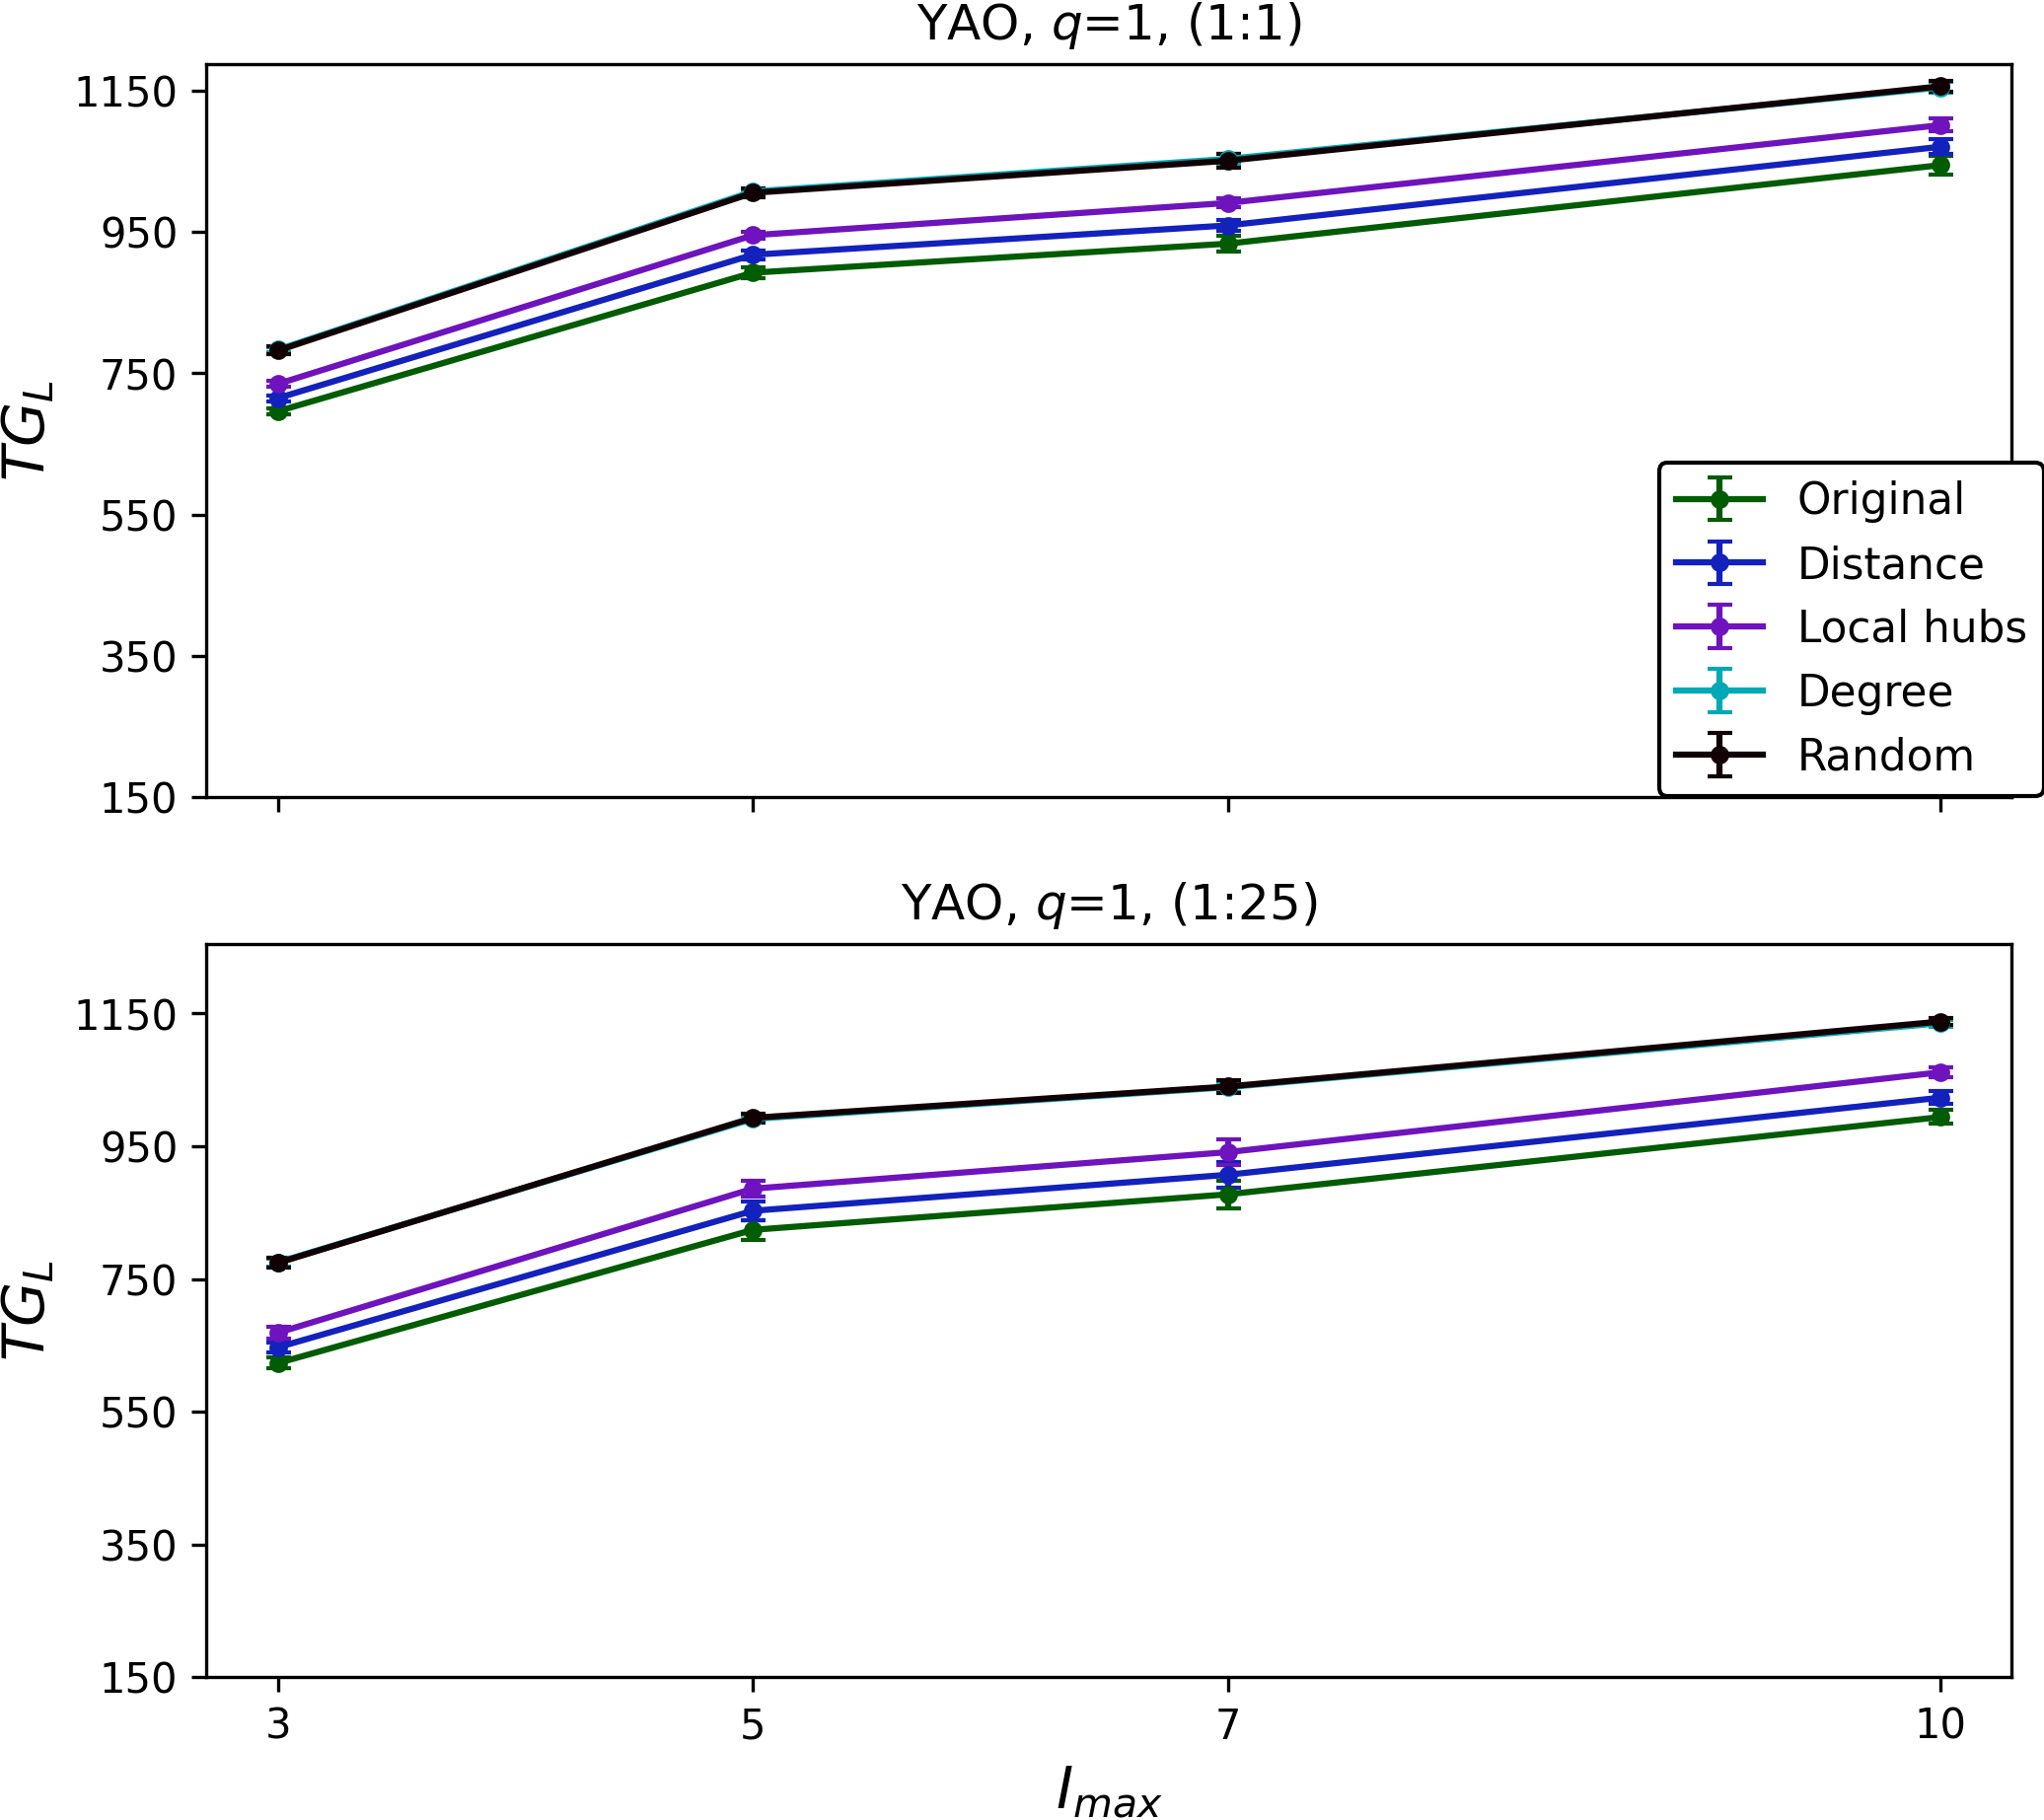 YAO, q=1, (1:1)
1150
950
750
550
350
150
TG_L
Original
Distance
Local hubs
Degree
Random
YAO, q=1, (1:25)
1150
950
750
550
350
150
TG_L
3 5 7 10
I_max